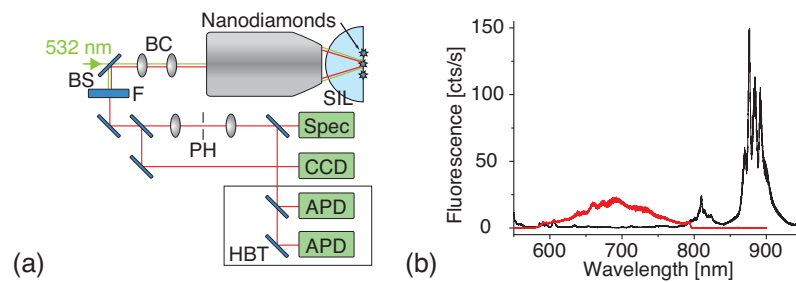 Nanodiamonds
532 nm
BC
BS
F
SIL
PH
Spec
CCD
APD
HBT
APD
(a)
Fluorescence [cts/s]
150
100
50
0
600
700
800
900
Wavelength [nm]
(b)